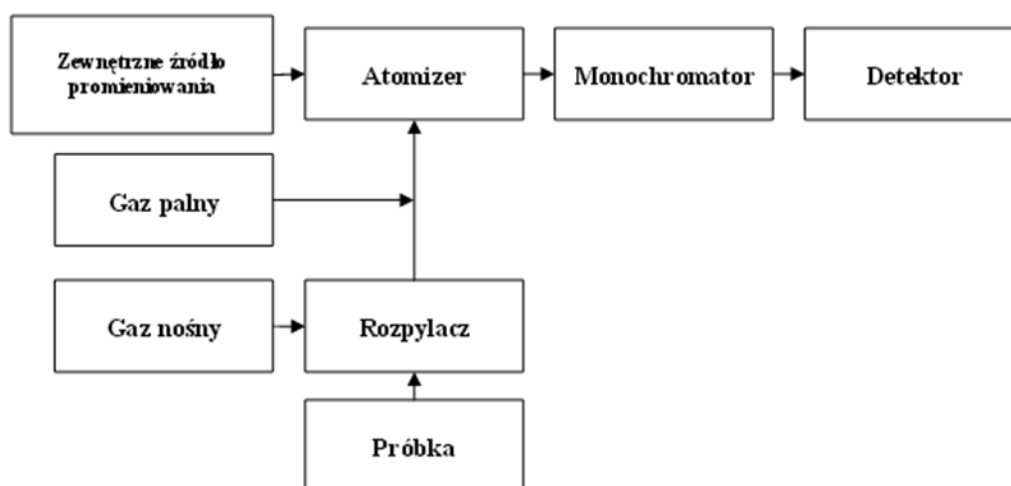 Zewnętrzne źródło
promieniowania
Atomizer
Monochromator
Detektor
Gaz palny
Gaz nośny
Rozpylacz
Próbka